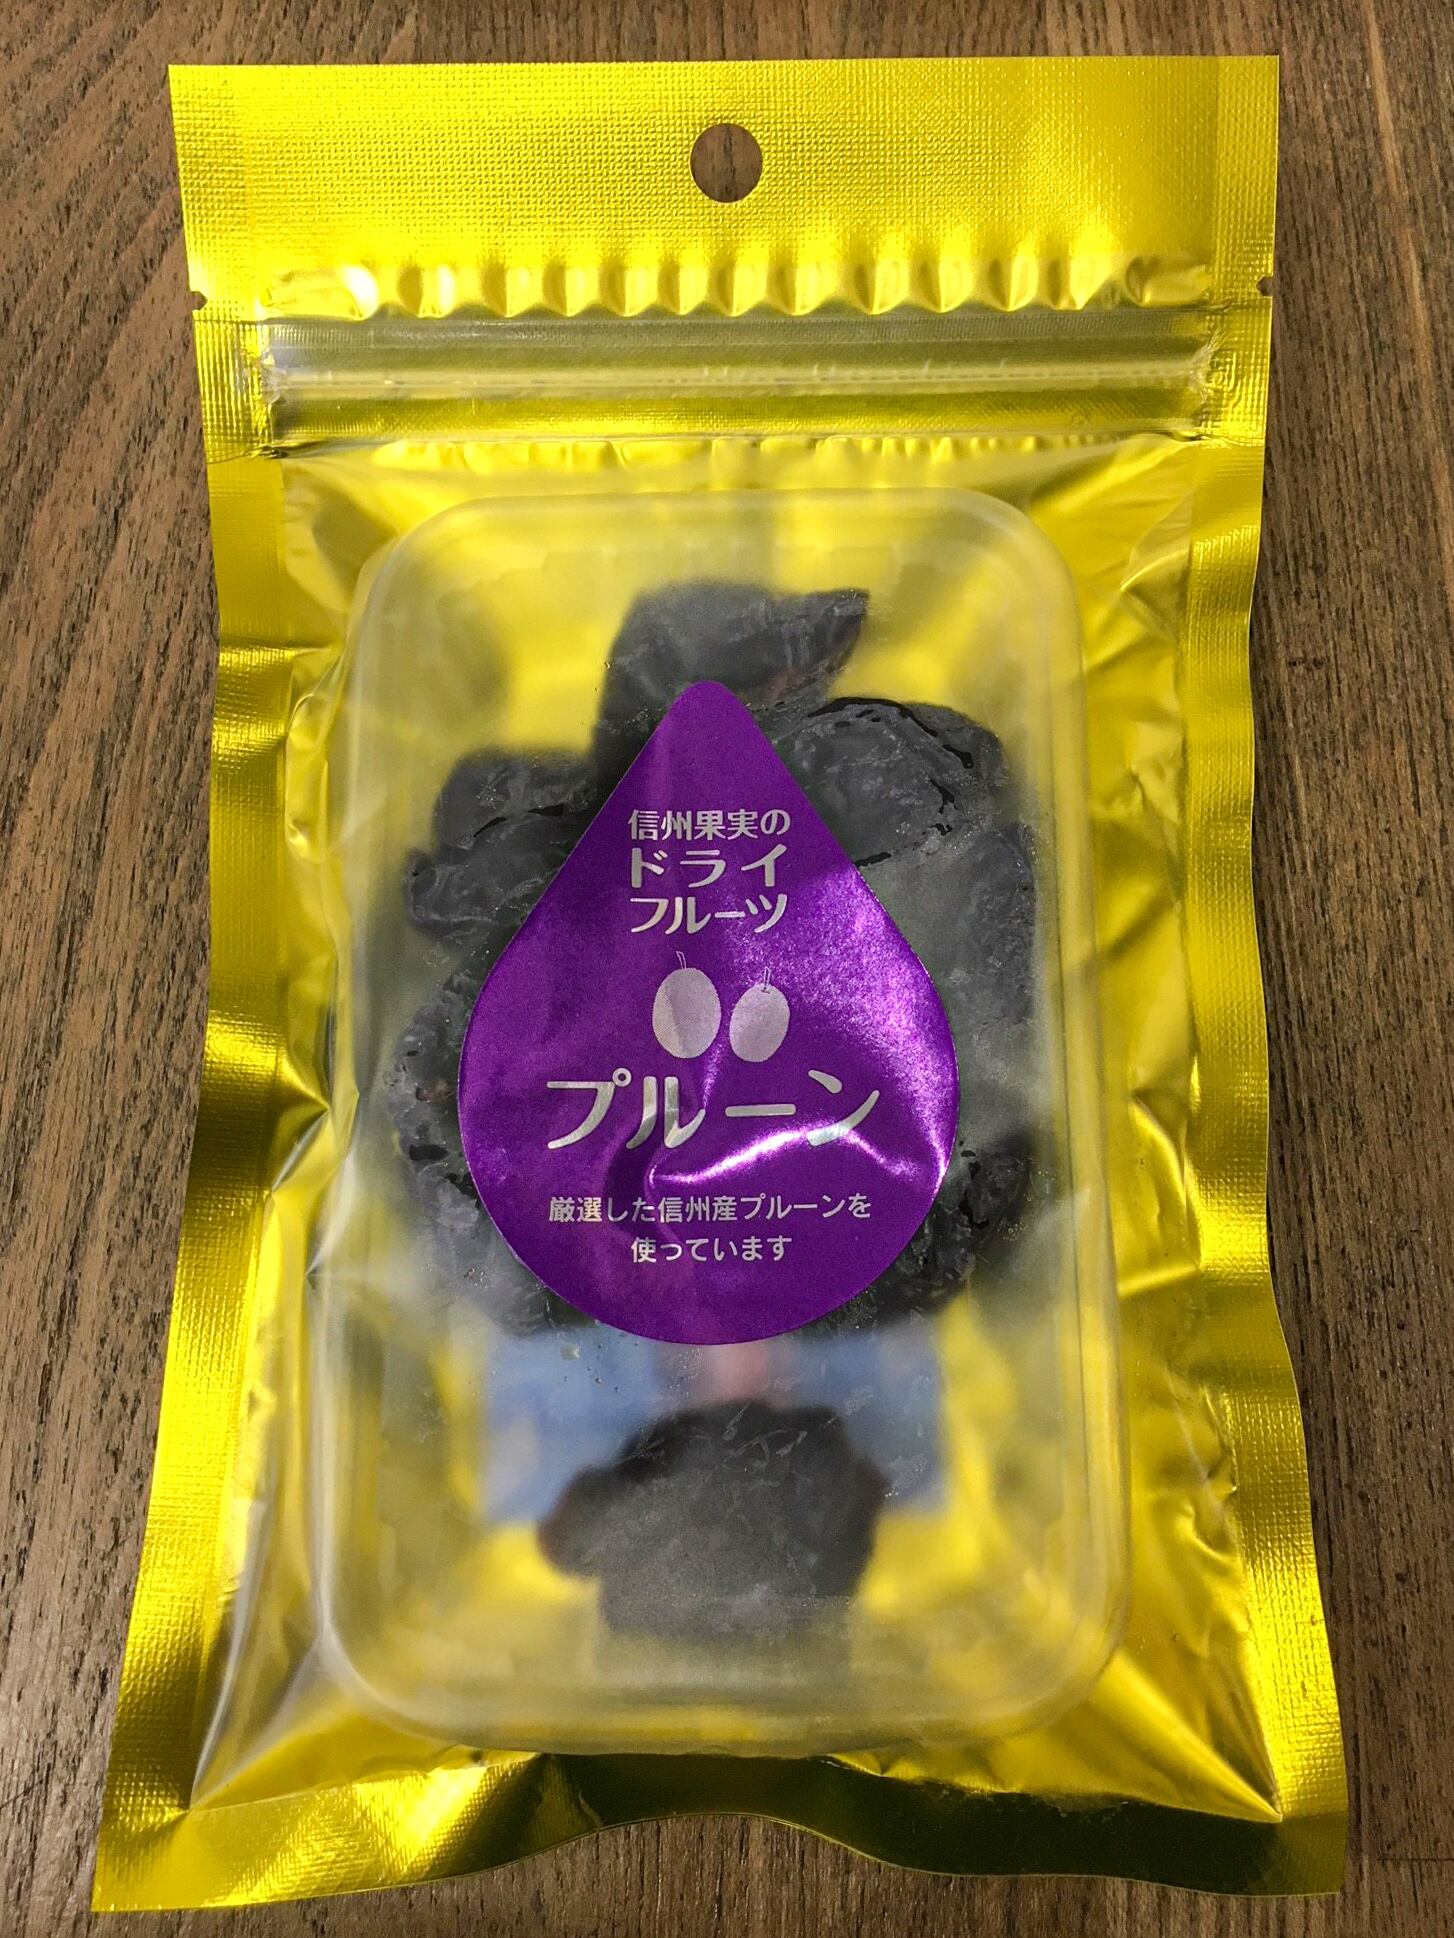 信州果実の
ドライ
フルーツ
プルーン
厳選した信州産プルーンを
使っています